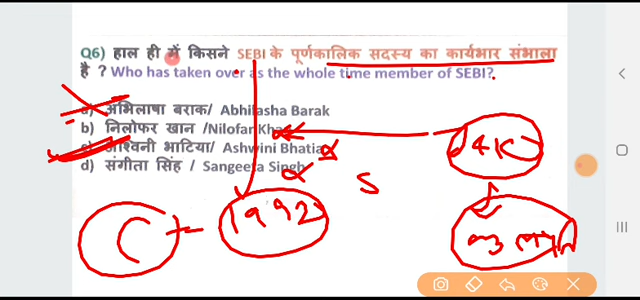 Q6) हाल ही में किसने SEBI के पूर्णकालिक सदस्य का कार्यभार संभाला
है ? Who has taken over as the whole time member of SEBI?.
a) अभिलाषा बराक/ Abhilasha Barak
b) निलोफर खान /Nilofar Khan
c) अश्विनी भाटिया/ Ashwini Bhatia
d) संगीता सिंह / Sangeeta Singh
J&K
S
1992
C